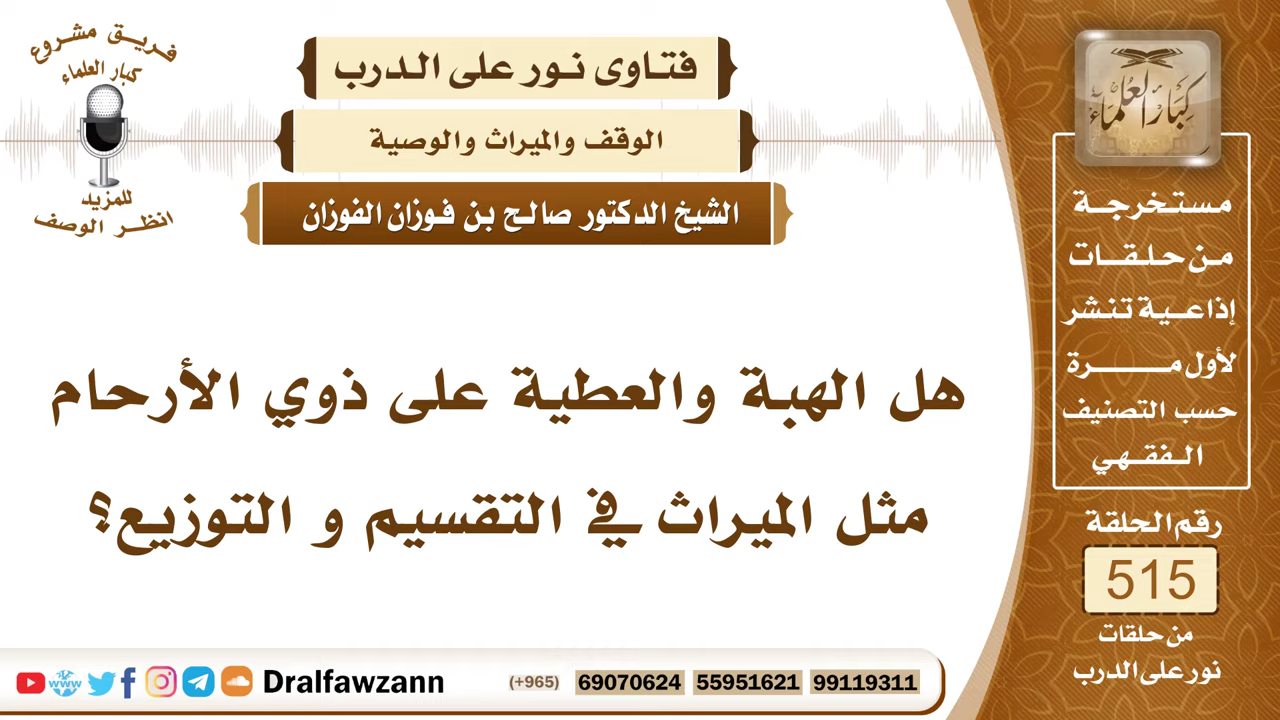 فريق مشروع
كبار العلماء
للمزيد
انظر الوصف
فتاوى نور على الدرب
الوقف والميراث والوصية
الشيخ الدكتور صالح بن فوزان الفوزان
هل الهبة والعطية على ذوي الأرحام
مثل الميراث في التقسيم و التوزيع؟
كبار العلماء
مستخرجة
من حلقات
إذاعية تنشر
لأول مرة
حسب التصنيف
الفقهي
رقم الحلقة
515
من حلقات
نور على الدرب
www
Dralfawzann (+965) 69070624 55951621 99119311